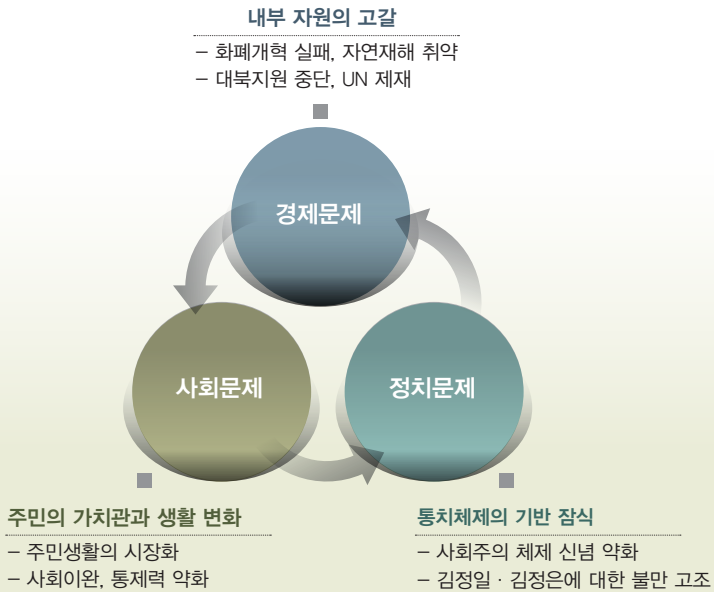 내부 자원의 고갈
– 화폐개혁 실패, 자연재해 취약
– 대북지원 중단, UN 제재
경제문제
사회문제
정치문제
주민의 가치관과 생활 변화
– 주민생활의 시장화
– 사회이완, 통제력 약화
통치체제의 기반 잠식
– 사회주의 체제 신념 약화
– 김정일 · 김정은에 대한 불만 고조